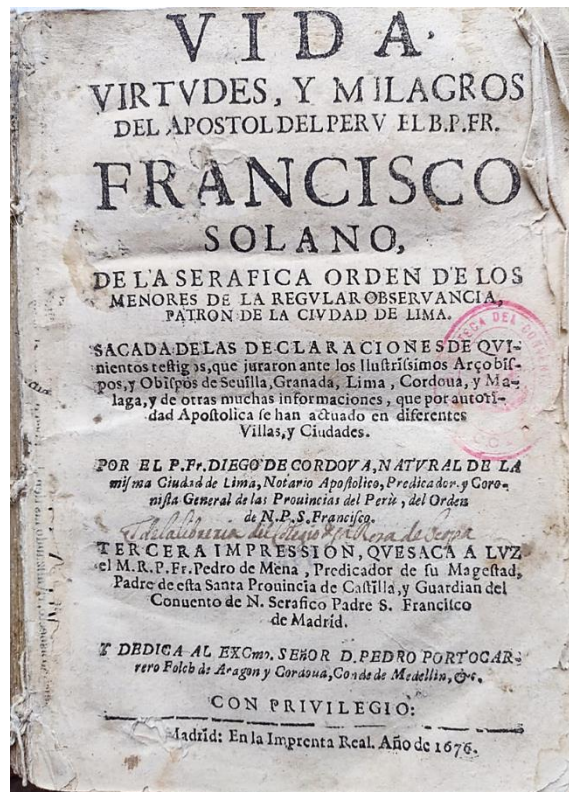 VIDA.
VIRTVDES, Y MILAGROS
DEL APOSTOL DEL PERV EL B.P.FR.
FRANCISCO
SOLANO,
DE LA SERAFICA ORDEN DE LOS
MENORES DE LA REGVLAR OBSERVANCIA,
PATRON DE LA CIVDAD DE LIMA.
SACADA DE LAS DECLARACIONES DE QVI-
nientos testigos, que juraron ante los Ilustrissimos Arçobis-
pos, y Obispos de Seuilla, Granada, Lima, Cordoua, y Ma-
laga, y de otras muchas informaciones, que por autori-
dad Apostolica se han actuado en diferentes
Villas, y Ciudades.
POR EL P.Fr.DIEGO DE CORDOVA, NATVRAL DE LA
misma Ciudad de Lima, Notario Apostolico, Predicador, y Coro-
nista General de las Prouincias del Perù, del Orden
de N.P.S.Francisco.
TERCERA IMPRESSION, QVE SACA A LVZ
el M.R.P.Fr.Pedro de Mena, Predicador de su Magestad,
Padre de esta Santa Prouincia de Castilla, y Guardian del
Conuento de N. Serafico Padre S. Francisco
de Madrid.
Y DEDICA AL EXCmo. SEñOR D.PEDRO PORTOCAR-
rero Folch de Aragon y Cordoua, Conde de Medellin, &c.
CON PRIVILEGIO:
Madrid: En la Imprenta Real. Año de 1676.